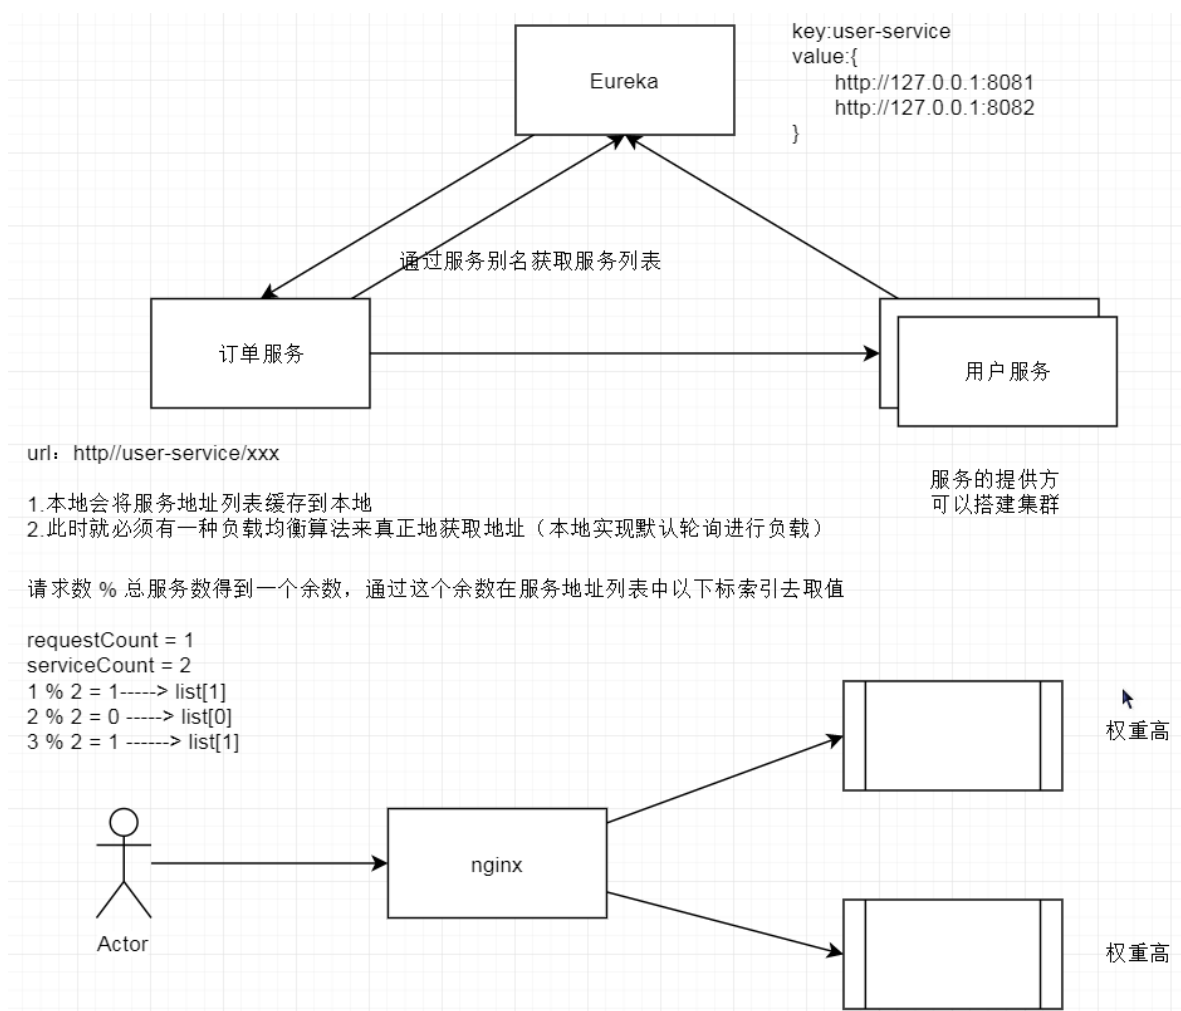 Eureka
key:user-service
value:{
http://127.0.0.1:8081
http://127.0.0.1:8082
}
通过服务别名获取服务列表
订单服务
用户服务
url：http//user-service/xxx
服务的提供方
可以搭建集群
1.本地会将服务地址列表缓存到本地
2.此时就必须有一种负载均衡算法来真正地获取地址（本地实现默认轮询进行负载）
请求数 % 总服务数得到一个余数，通过这个余数在服务地址列表中以下标索引去取值
requestCount = 1
serviceCount = 2
1 % 2 = 1-----> list[1]
2 % 2 = 0 -----> list[0]
3 % 2 = 1 ------> list[1]
权重高
nginx
Actor
权重高